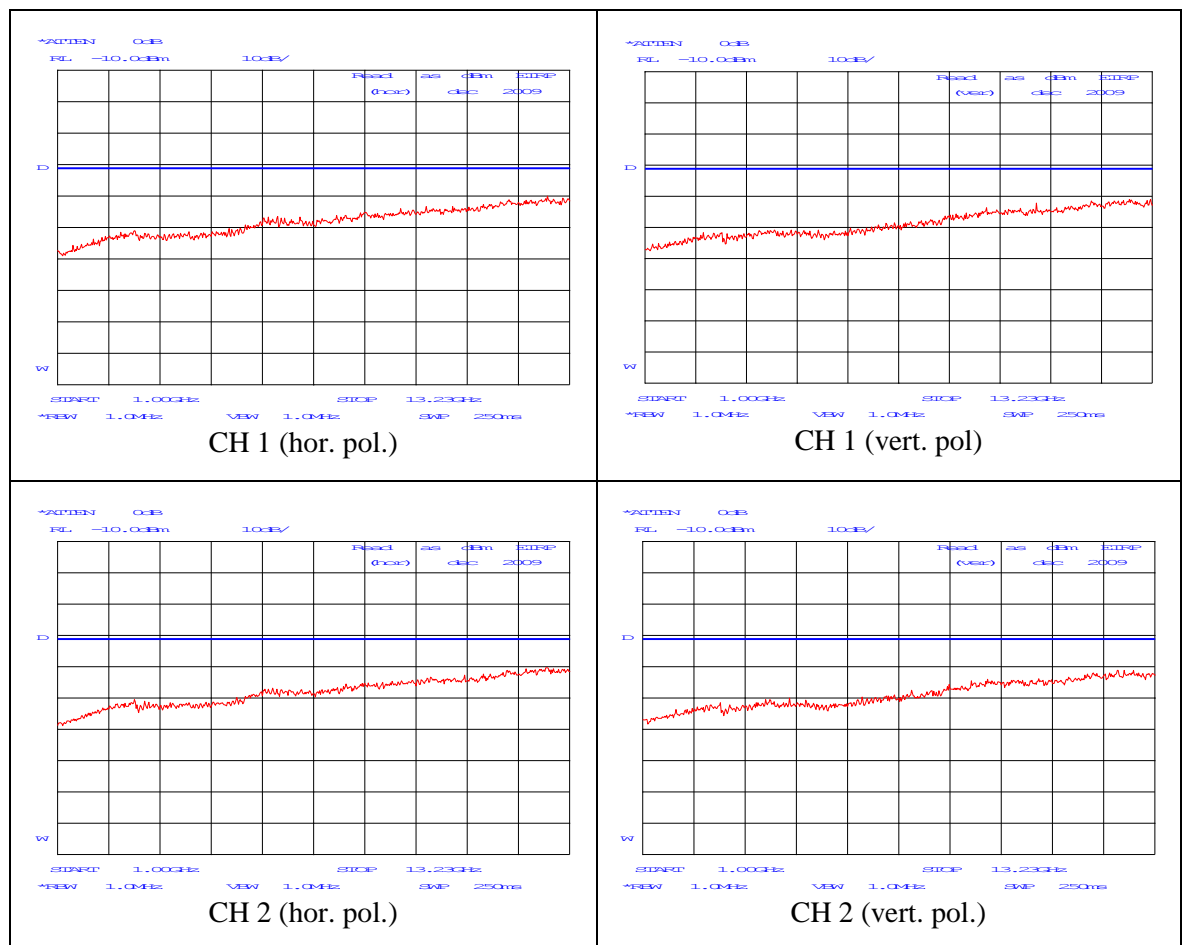 *ATTEN 0dB
RL -10.0dBm 10dB/
Read as dBm EIRP
(hor) dec 2009
D
W
START 1.00GHz STOP 13.23GHz
*RBW 1.0MHz VBW 1.0MHz SWP 250ms
CH 1 (hor. pol.)
*ATTEN 0dB
RL -10.0dBm 10dB/
Read as dBm EIRP
(ver) dec 2009
D
W
START 1.00GHz STOP 13.23GHz
*RBW 1.0MHz VBW 1.0MHz SWP 250ms
CH 1 (vert. pol)
*ATTEN 0dB
RL -10.0dBm 10dB/
Read as dBm EIRP
(hor) dec 2009
D
W
START 1.00GHz STOP 13.23GHz
*RBW 1.0MHz VBW 1.0MHz SWP 250ms
CH 2 (hor. pol.)
*ATTEN 0dB
RL -10.0dBm 10dB/
Read as dBm EIRP
(ver) dec 2009
D
W
START 1.00GHz STOP 13.23GHz
*RBW 1.0MHz VBW 1.0MHz SWP 250ms
CH 2 (vert. pol.)